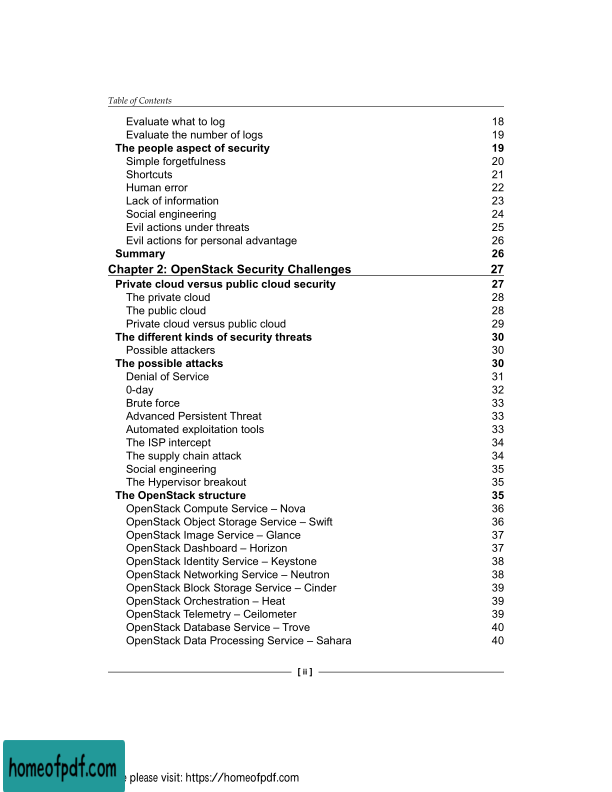 Table of Contents
Evaluate what to log 18
Evaluate the number of logs 19
The people aspect of security 19
Simple forgetfulness 20
Shortcuts 21
Human error 22
Lack of information 23
Social engineering 24
Evil actions under threats 25
Evil actions for personal advantage 26
Summary 26
Chapter 2: OpenStack Security Challenges 27
Private cloud versus public cloud security 27
The private cloud 28
The public cloud 28
Private cloud versus public cloud 29
The different kinds of security threats 30
Possible attackers 30
The possible attacks 30
Denial of Service 31
0-day 32
Brute force 33
Advanced Persistent Threat 33
Automated exploitation tools 33
The ISP intercept 34
The supply chain attack 34
Social engineering 35
The Hypervisor breakout 35
The OpenStack structure 35
OpenStack Compute Service – Nova 36
OpenStack Object Storage Service – Swift 36
OpenStack Image Service – Glance 37
OpenStack Dashboard – Horizon 37
OpenStack Identity Service – Keystone 38
OpenStack Networking Service – Neutron 38
OpenStack Block Storage Service – Cinder 39
OpenStack Orchestration – Heat 39
OpenStack Telemetry – Ceilometer 39
OpenStack Database Service – Trove 40
OpenStack Data Processing Service – Sahara 40
[ ii ]
homeofpdf.com
please visit: https://homeofpdf.com